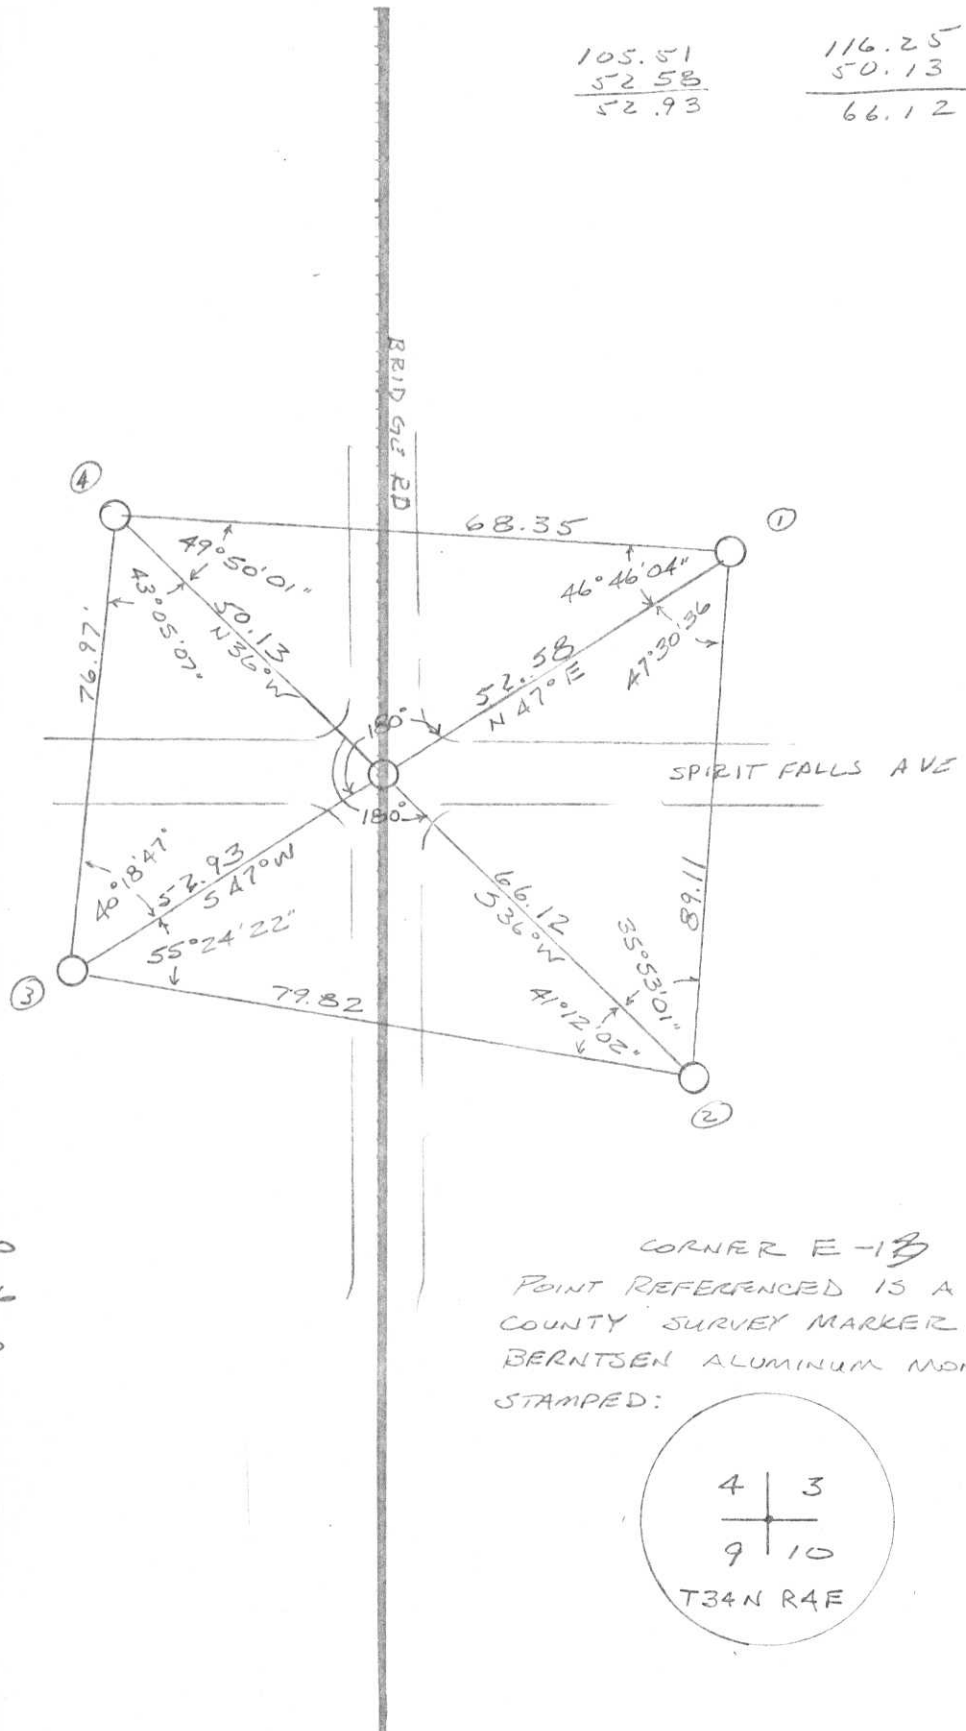 105.51
52 58
52.93
116.25
50.13
66.12
BRIDGE RD
④
68.35
①
49°50'01"
46°46'04"
43°05'07"
50.13
N36°W
47°30'36
76.97'
52.58
N 47° E
180°
SPIRIT FALLS AVE
180°
40°18'47"
52.93
S 47° W
66.12
S36°W
89.11
55°24'22"
35°53'01"
③
79.82
41°12'02"
②
CORNER E-13
POINT REFERENCED IS A
COUNTY SURVEY MARKER
BERNTSEN ALUMINUM MON
STAMPED:
4 | 3
9 | 10
T34N R4E